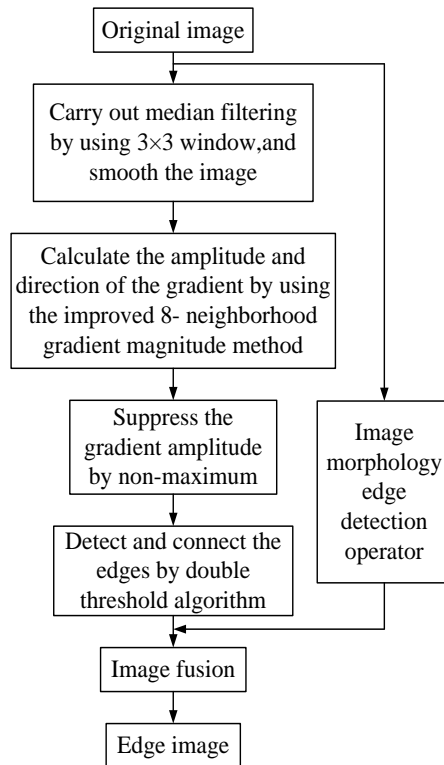 Original image
Carry out median filtering
by using 3×3 window,and
smooth the image
Calculate the amplitude and
direction of the gradient by using
the improved 8- neighborhood
gradient magnitude method
Suppress the
gradient amplitude
by non-maximum
Detect and connect the
edges by double
threshold algorithm
Image
morphology
edge
detection
operator
Image fusion
Edge image